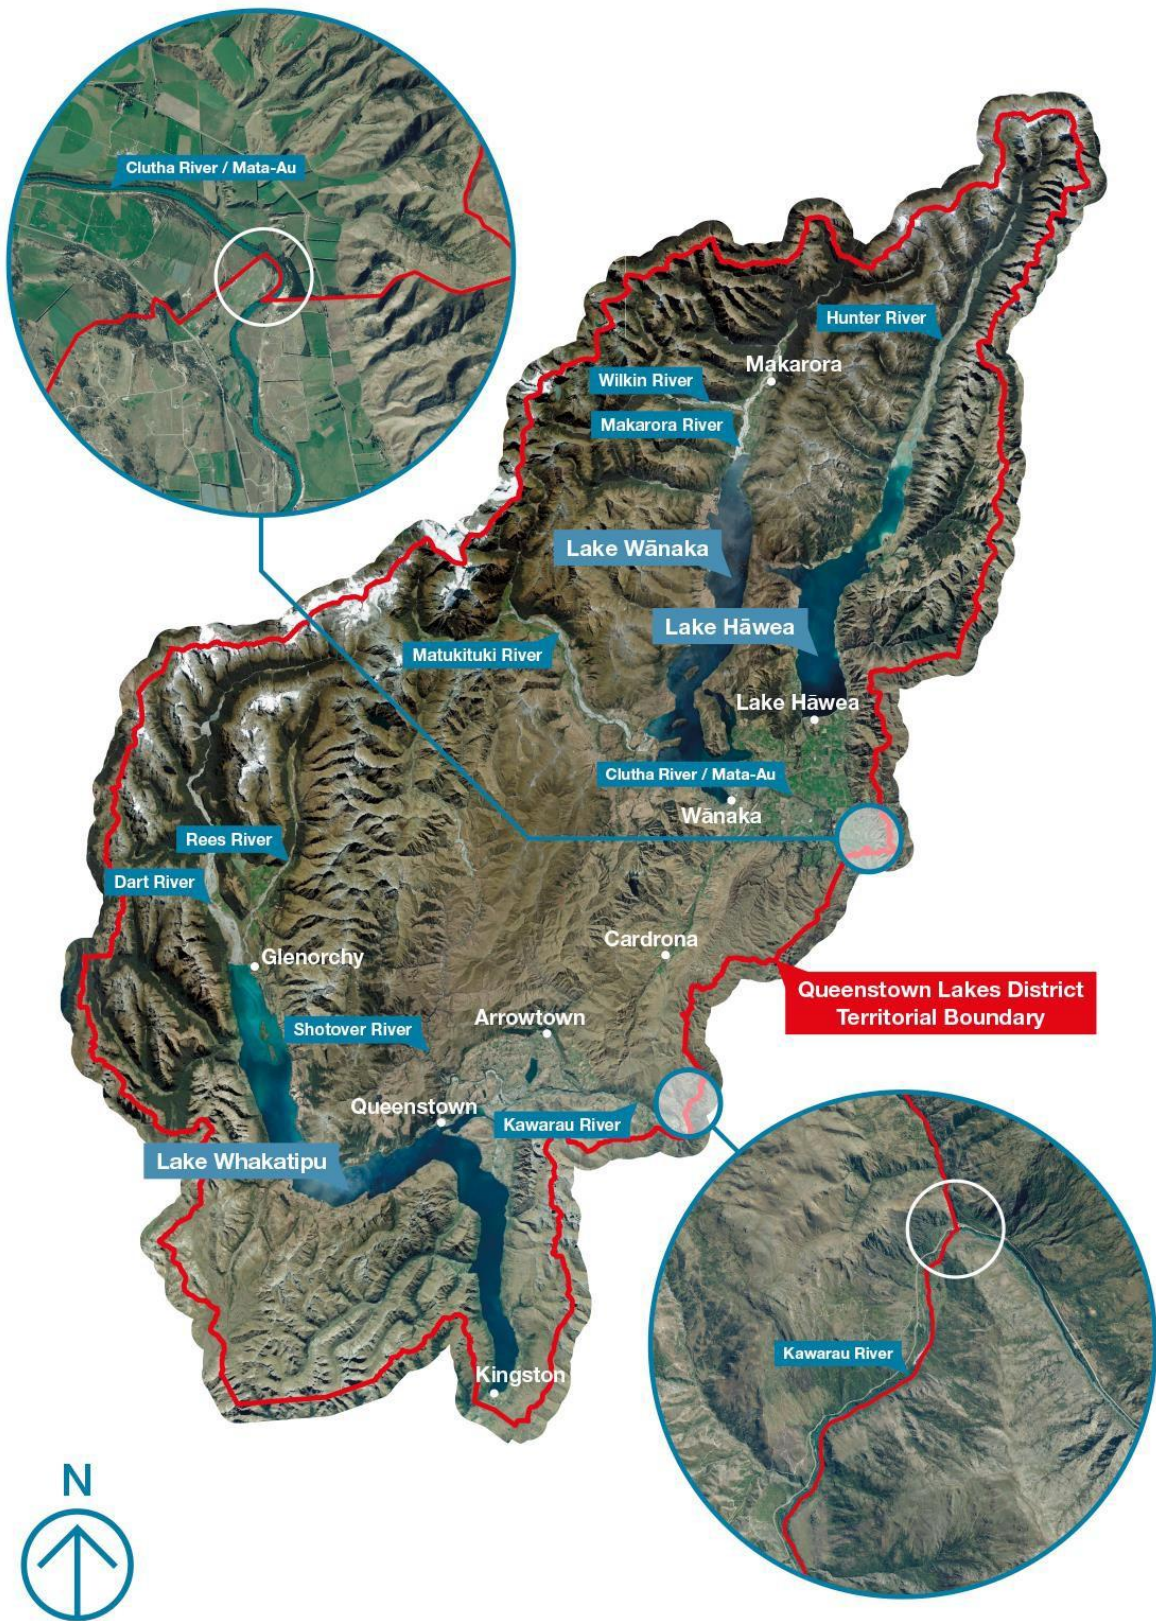 Clutha River / Mata-Au
Hunter River
Makarora
Wilkin River
Makarora River
Lake Wānaka
Lake Hāwea
Matukituki River
Lake Hāwea
Clutha River / Mata-Au
Wānaka
Rees River
Dart River
Cardrona
Glenorchy
Queenstown Lakes District
Territorial Boundary
Shotover River
Arrowtown
Queenstown
Kawarau River
Lake Whakatipu
Kawarau River
Kingston
N